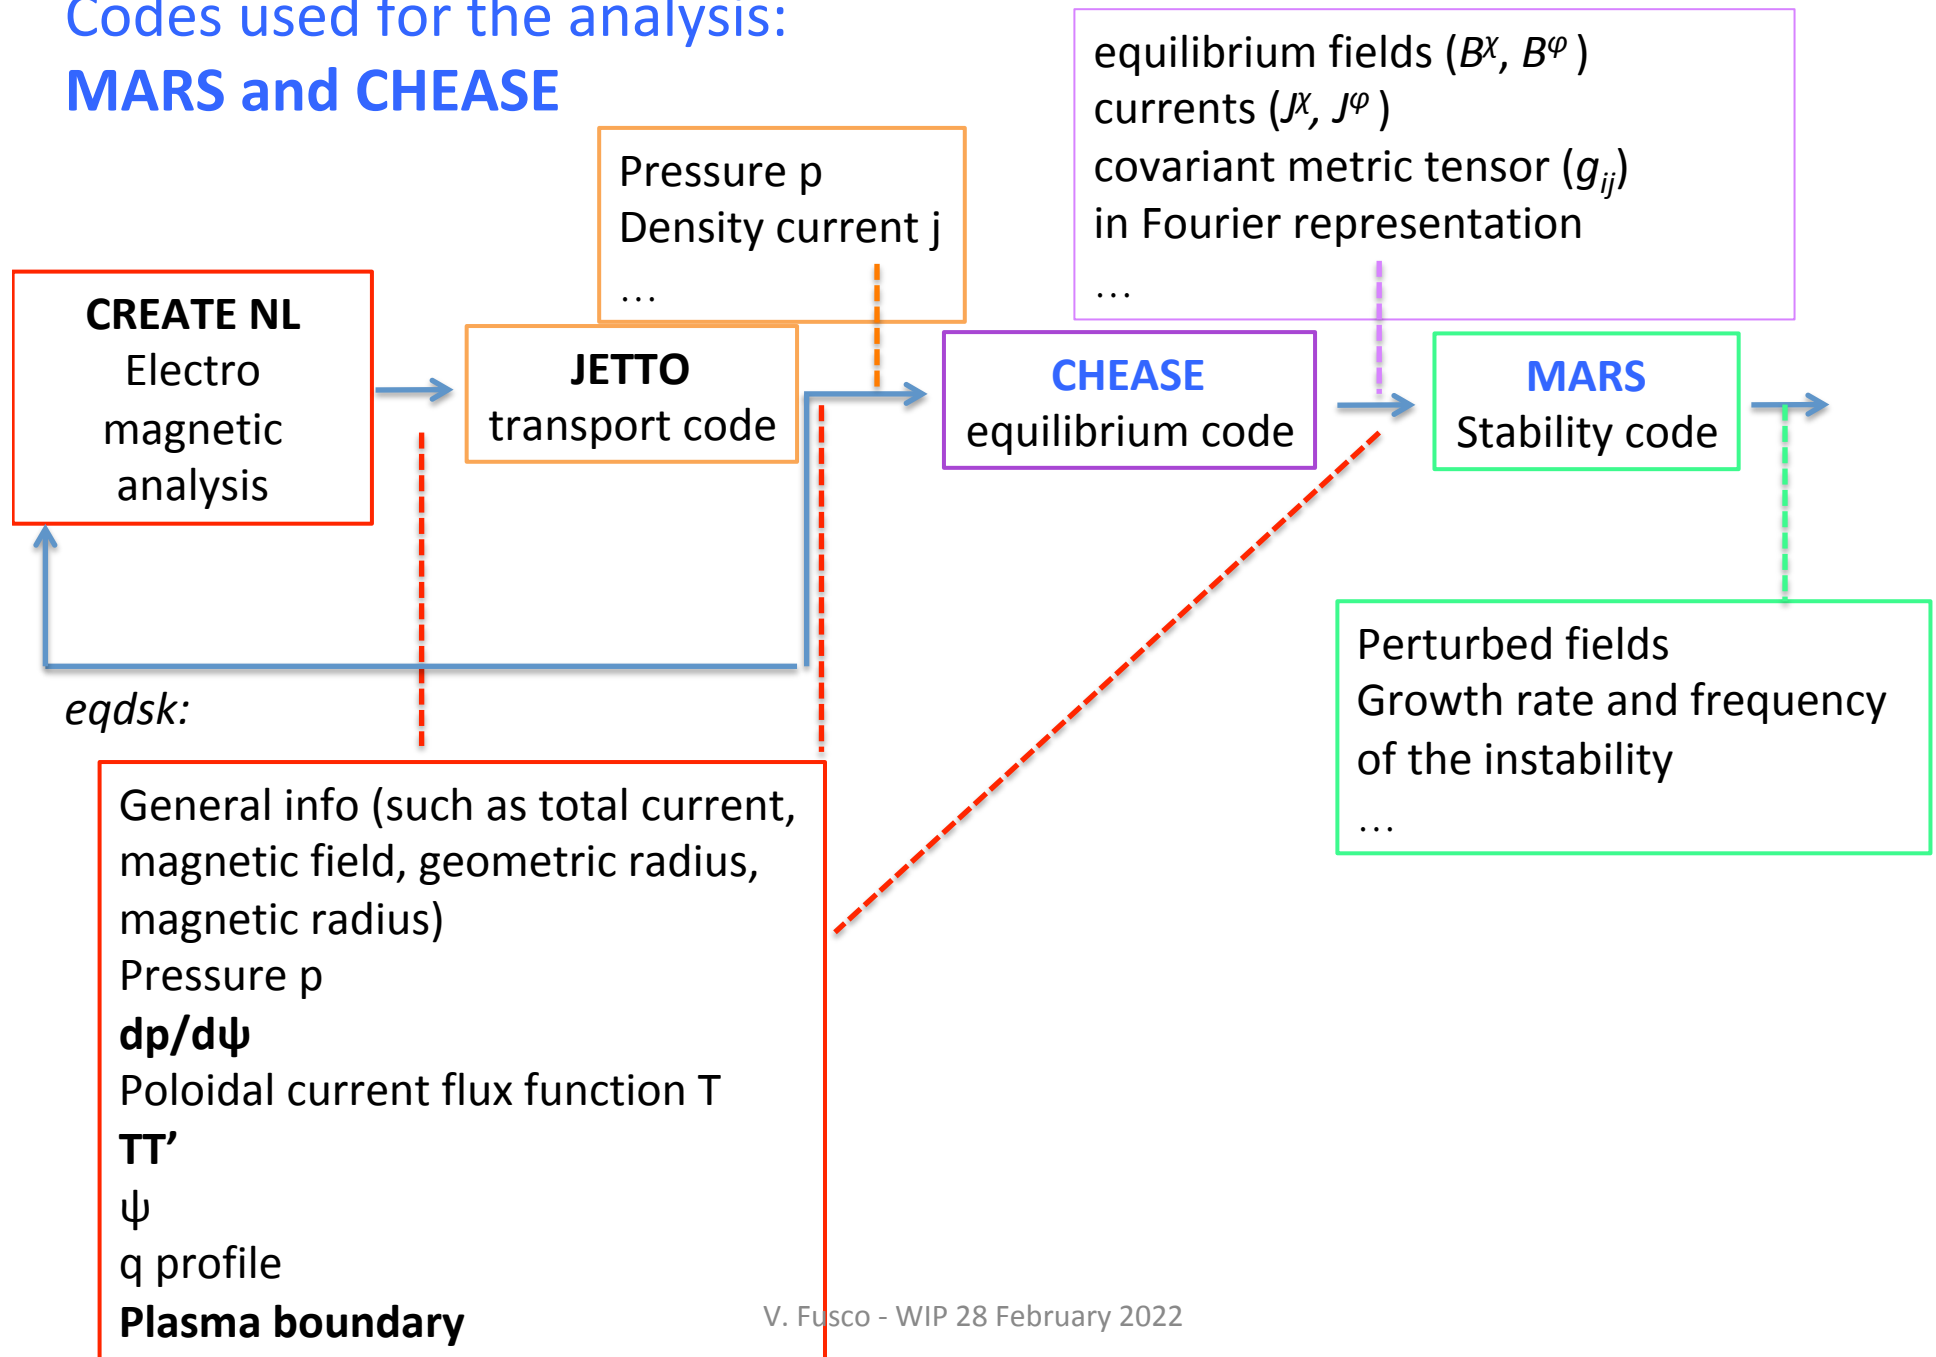 Codes used for the analysis:
MARS and CHEASE
equilibrium fields (Bᵡ, Bᵠ )
currents (Jᵡ, Jᵠ )
covariant metric tensor (gᵢⱼ)
in Fourier representation
…
Pressure p
Density current j
…
CREATE NL
Electro
magnetic
analysis
JETTO
transport code
CHEASE
equilibrium code
MARS
Stability code
eqdsk:
General info (such as total current,
magnetic field, geometric radius,
magnetic radius)
Pressure p
dp/dψ
Poloidal current flux function T
TT’
ψ
q profile
Plasma boundary
Perturbed fields
Growth rate and frequency
of the instability
…
V. Fusco - WIP 28 February 2022